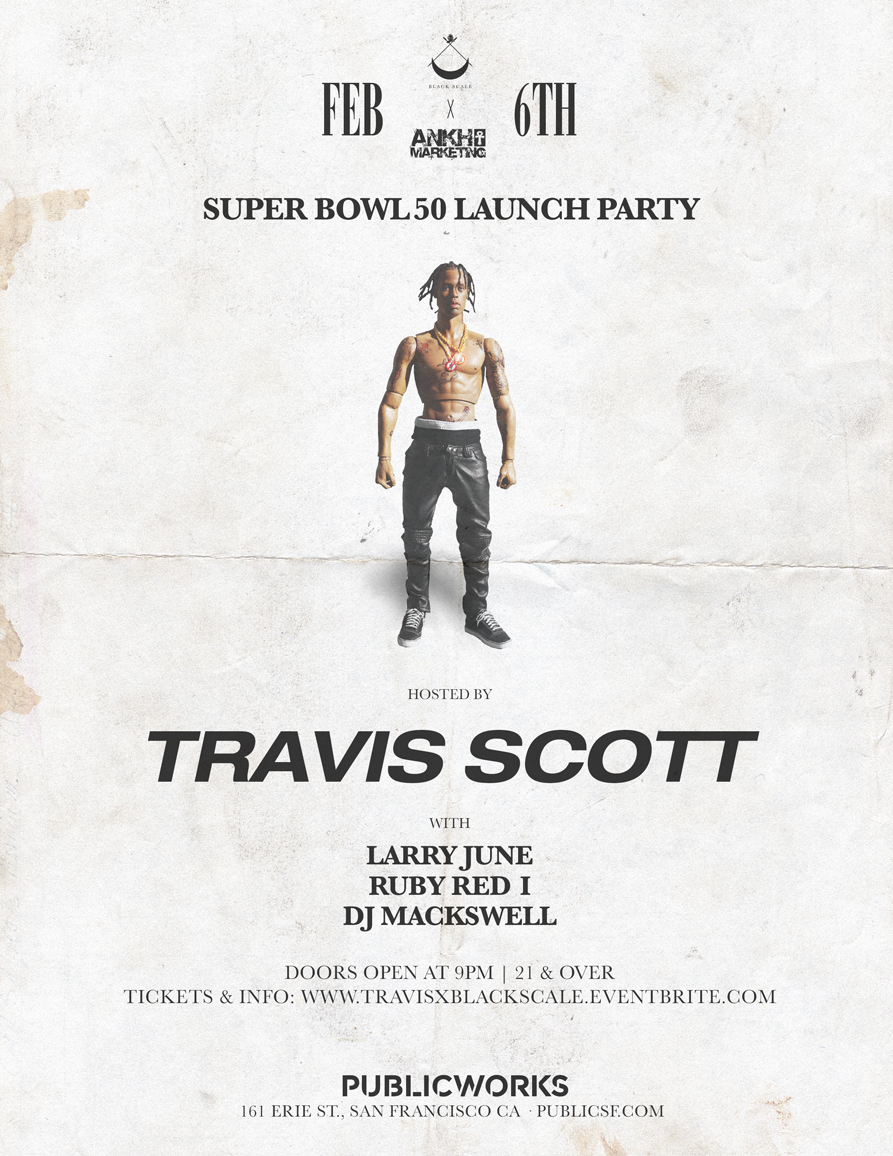 BLACK SCALE
FEB X 6TH
ANKH MARKETING
SUPER BOWL 50 LAUNCH PARTY
HOSTED BY
TRAVIS SCOTT
WITH
LARRY JUNE
RUBY RED I
DJ MACKSWELL
DOORS OPEN AT 9PM | 21 & OVER
TICKETS & INFO: WWW.TRAVISXBLACKSCALE.EVENTBRITE.COM
PUBLICWORKS
161 ERIE ST., SAN FRANCISCO CA · PUBLICSF.COM